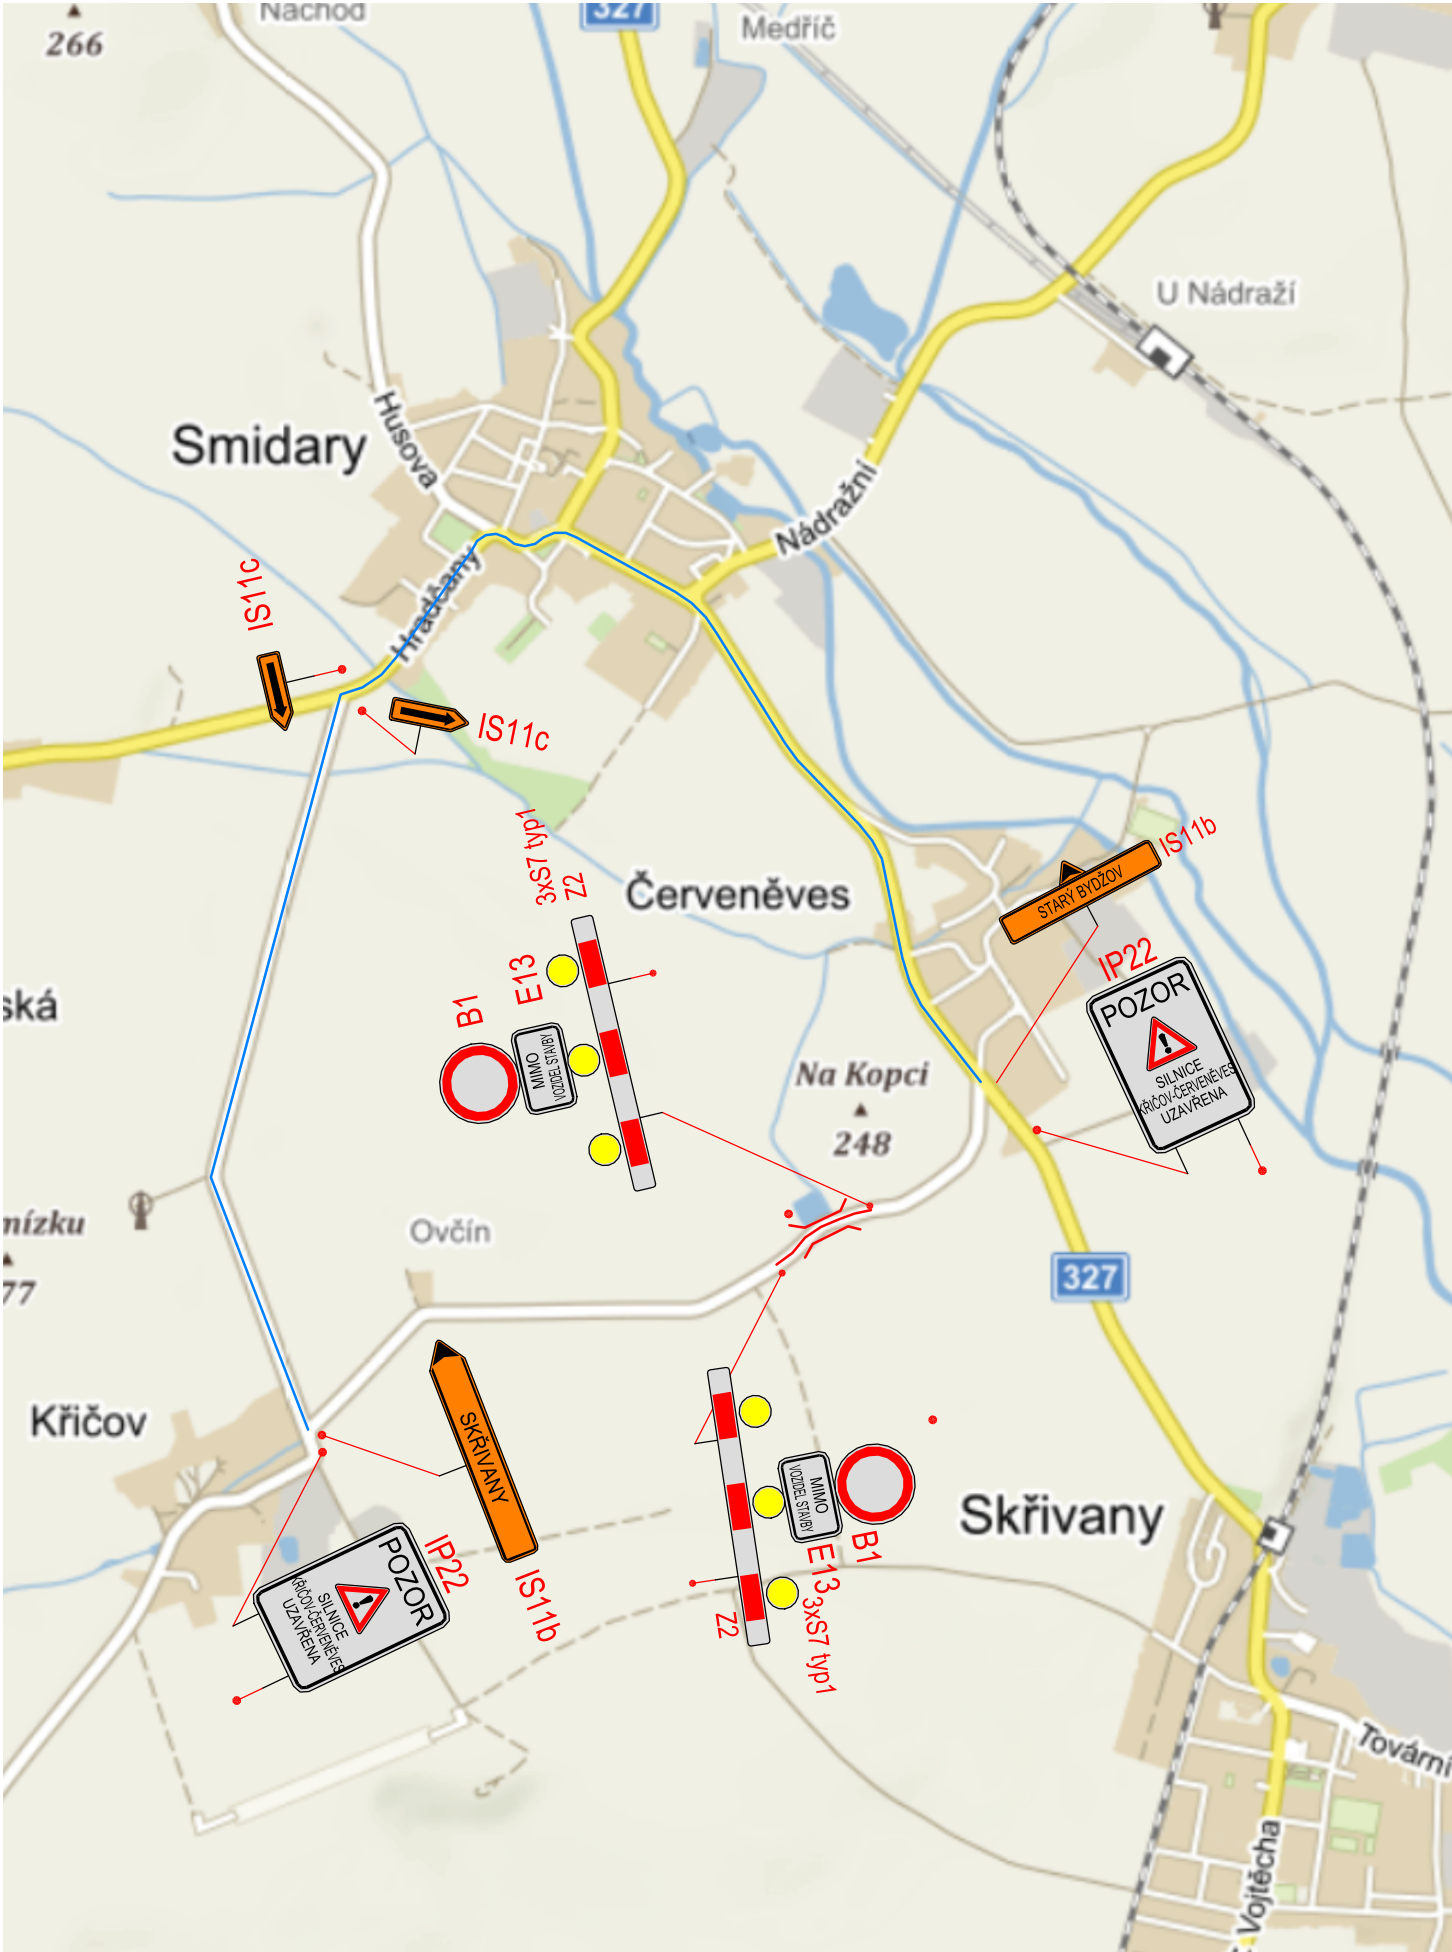 Náchod
327
Medříč
266
U Nádraží
Husova
Smidary
Nádražní
Hradčany
IS11c
IS11c
3xS7 typ1
Z2
Červeněves
IS11b
STARÝ BYDŽOV
IP22
POZOR
SILNICE
KŘIČOV-ČERVENĚVES
UZAVŘENA
E13
B1
MIMO
VOZIDEL STAVBY
ská
Na Kopci
248
mízku
77
Ovčín
327
Křičov
SKŘIVANY
IS11b
IP22
POZOR
SILNICE
KŘIČOV-ČERVENĚVES
UZAVŘENA
MIMO
VOZIDEL STAVBY
B1
E13
3xS7 typ1
Z2
Skřivany
Tovární
Vojtěcha